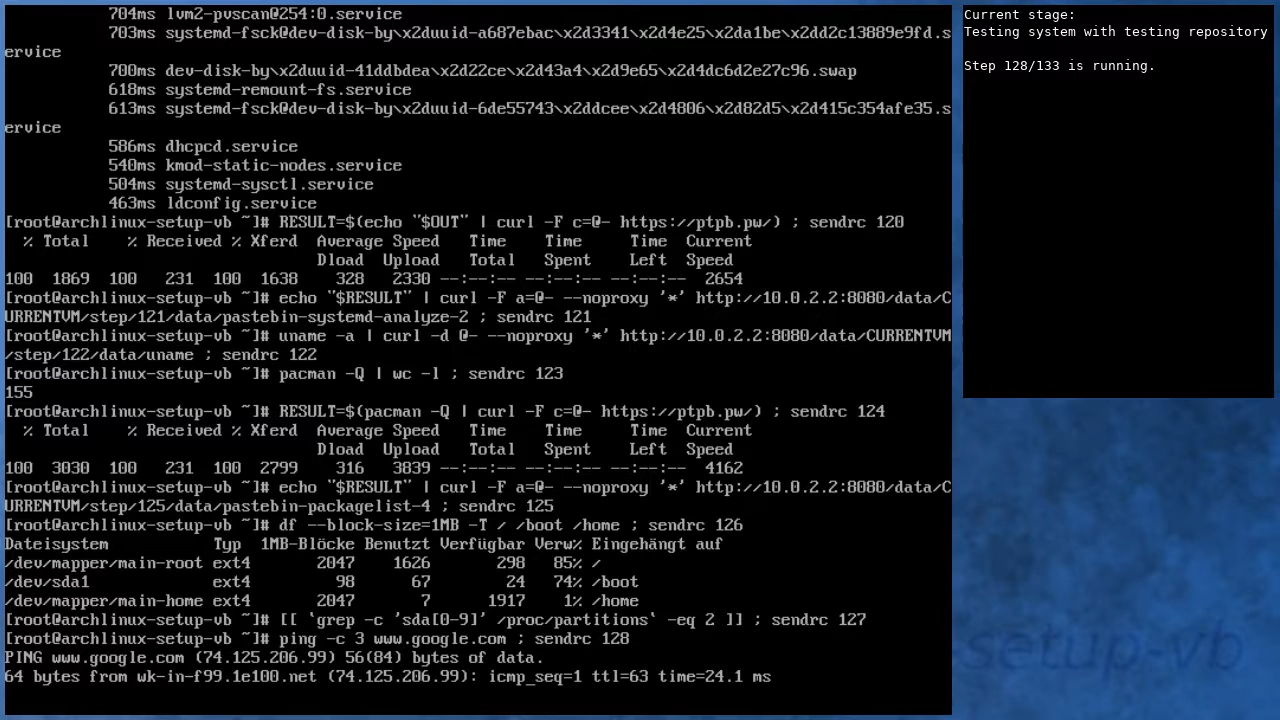 704ms lvm2-pvscan@254:0.service
703ms systemd-fsck@dev-disk-by\x2duuid-a687ebac\x2d3341\x2d4e25\x2da1be\x2dd2c13889e9fd.s
ervice
700ms dev-disk-by\x2duuid-41ddbdea\x2d22ce\x2d43a4\x2d9e65\x2d4dc6d2e27c96.swap
618ms systemd-remount-fs.service
613ms systemd-fsck@dev-disk-by\x2duuid-6de55743\x2ddcee\x2d4806\x2d82d5\x2d415c354afe35.s
ervice
586ms dhcpcd.service
540ms kmod-static-nodes.service
504ms systemd-sysctl.service
463ms ldconfig.service
[root@archlinux-setup-vb ~]# RESULT=$(echo "$OUT" | curl -F c=@- https://ptpb.pw/) ; sendrc 120
% Total % Received % Xferd Average Speed Time Time Time Current
Dload Upload Total Spent Left Speed
100 1869 100 231 100 1638 328 2330 --:--:-- --:--:-- --:--:-- 2654
[root@archlinux-setup-vb ~]# echo "$RESULT" | curl -F a=@- --noproxy '*' http://10.0.2.2:8080/data/C
URRENTVM/step/121/data/pastebin-systemd-analyze-2 ; sendrc 121
[root@archlinux-setup-vb ~]# uname -a | curl -d @- --noproxy '*' http://10.0.2.2:8080/data/CURRENTVM
/step/122/data/uname ; sendrc 122
[root@archlinux-setup-vb ~]# pacman -Q | wc -l ; sendrc 123
155
[root@archlinux-setup-vb ~]# RESULT=$(pacman -Q | curl -F c=@- https://ptpb.pw/) ; sendrc 124
% Total % Received % Xferd Average Speed Time Time Time Current
Dload Upload Total Spent Left Speed
100 3030 100 231 100 2799 316 3839 --:--:-- --:--:-- --:--:-- 4162
[root@archlinux-setup-vb ~]# echo "$RESULT" | curl -F a=@- --noproxy '*' http://10.0.2.2:8080/data/C
URRENTVM/step/125/data/pastebin-packagelist-4 ; sendrc 125
[root@archlinux-setup-vb ~]# df --block-size=1MB -T / /boot /home ; sendrc 126
Dateisystem Typ 1MB-Blöcke Benutzt Verfügbar Verw% Eingehängt auf
/dev/mapper/main-root ext4 2047 1626 298 85% /
/dev/sda1 ext4 98 67 24 74% /boot
/dev/mapper/main-home ext4 2047 7 1917 1% /home
[root@archlinux-setup-vb ~]# [[ `grep -c 'sda[0-9]' /proc/partitions` -eq 2 ]] ; sendrc 127
[root@archlinux-setup-vb ~]# ping -c 3 www.google.com ; sendrc 128
PING www.google.com (74.125.206.99) 56(84) bytes of data.
64 bytes from wk-in-f99.1e100.net (74.125.206.99): icmp_seq=1 ttl=63 time=24.1 ms
Current stage:
Testing system with testing repository
Step 128/133 is running.
setup-vb